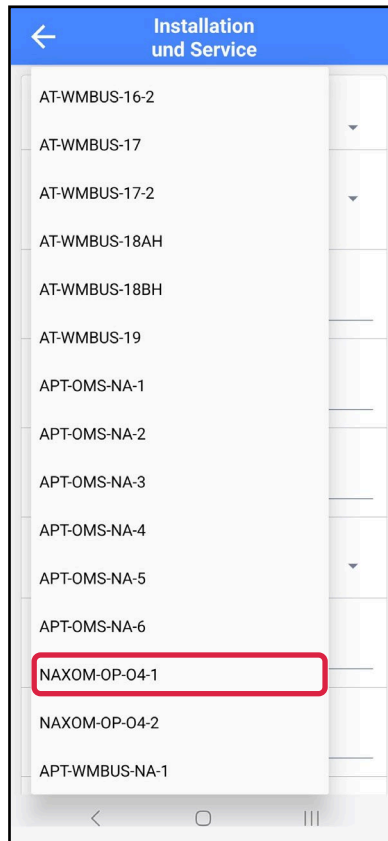 Installation
und Service
AT-WMBUS-16-2
AT-WMBUS-17
AT-WMBUS-17-2
AT-WMBUS-18AH
AT-WMBUS-18BH
AT-WMBUS-19
APT-OMS-NA-1
APT-OMS-NA-2
APT-OMS-NA-3
APT-OMS-NA-4
APT-OMS-NA-5
APT-OMS-NA-6
NAXOM-OP-O4-1
NAXOM-OP-O4-2
APT-WMBUS-NA-1